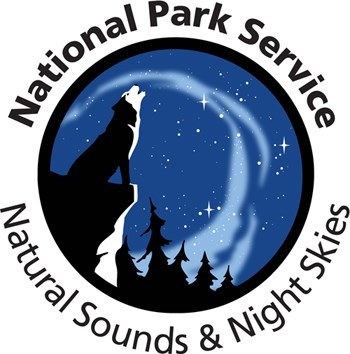 National Park Service
Natural Sounds & Night Skies